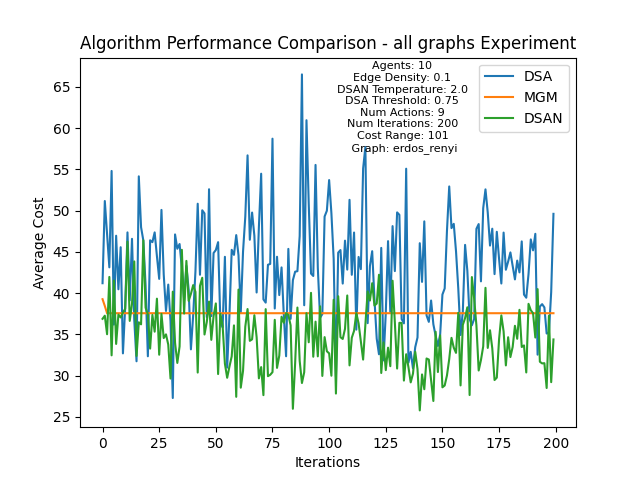 Algorithm Performance Comparison - all graphs Experiment
Agents: 10
Edge Density: 0.1
DSAN Temperature: 2.0
DSA Threshold: 0.75
Num Actions: 9
Num Iterations: 200
Cost Range: 101
Graph: erdos_renyi
DSA
MGM
DSAN
Average Cost
65
60
55
50
45
40
35
30
25
0
25
50
75
100
125
150
175
200
Iterations